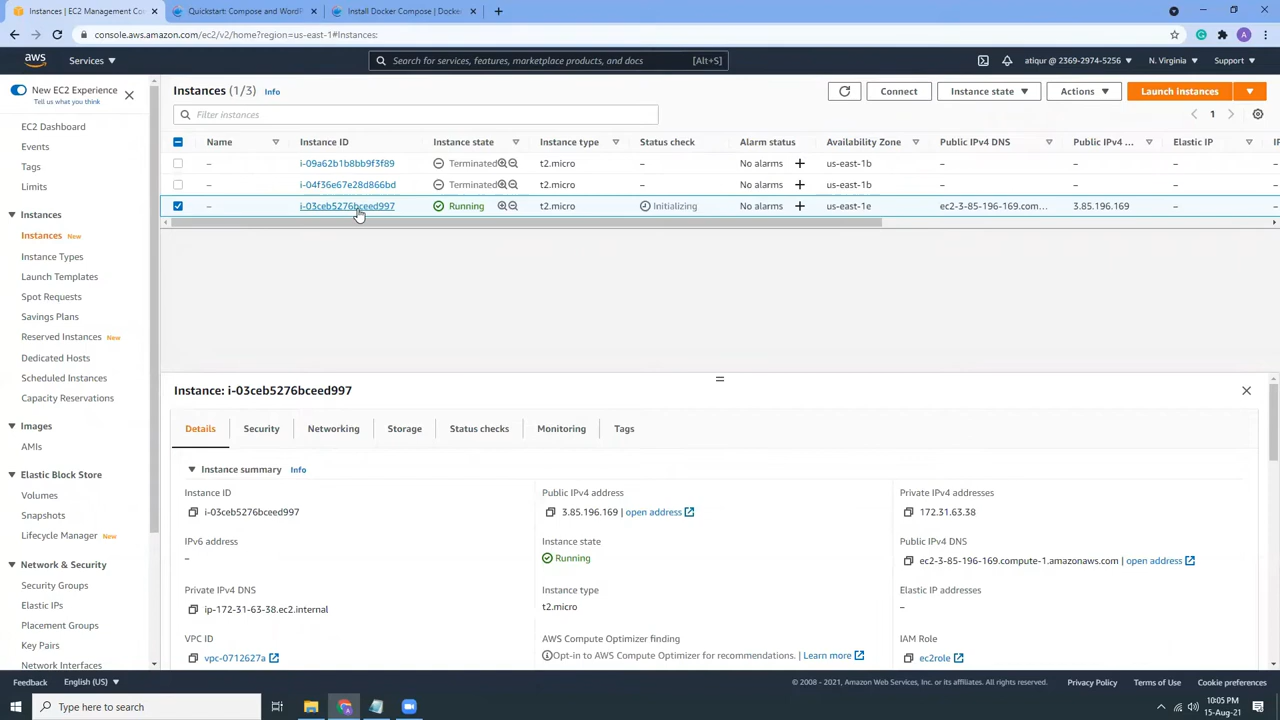 Instances | EC2 Management Con
Quickstart: Compose and WordPr
Install Docker Compose | Docker
console.aws.amazon.com/ec2/v2/home?region=us-east-1#Instances:
A
aws
Services
Search for services, features, marketplace products, and docs
[Alt+S]
atiqur @ 2369-2974-5256
N. Virginia
Support
New EC2 Experience
Tell us what you think
EC2 Dashboard
Events
Tags
Limits
Instances
Instances New
Instance Types
Launch Templates
Spot Requests
Savings Plans
Reserved Instances New
Dedicated Hosts
Scheduled Instances
Capacity Reservations
Images
AMIs
Elastic Block Store
Volumes
Snapshots
Lifecycle Manager New
Network & Security
Security Groups
Elastic IPs
Placement Groups
Key Pairs
Network Interfaces
Instances (1/3) Info
Connect
Instance state
Actions
Launch instances
Filter instances
1
Name Instance ID Instance state Instance type Status check Alarm status Availability Zone Public IPv4 DNS Public IPv4 ... Elastic IP IP
– i-09a62b1b8bb9f3f89 Terminated t2.micro – No alarms + us-east-1b – – –
– i-04f36e67e28d866bd Terminated t2.micro – No alarms + us-east-1b – – –
– i-03ceb5276bceed997 Running t2.micro Initializing No alarms + us-east-1e ec2-3-85-196-169.com... 3.85.196.169 –
Instance: i-03ceb5276bceed997
Details Security Networking Storage Status checks Monitoring Tags
Instance summary Info
Instance ID
i-03ceb5276bceed997
Public IPv4 address
3.85.196.169 | open address
Private IPv4 addresses
172.31.63.38
IPv6 address
–
Instance state
Running
Public IPv4 DNS
ec2-3-85-196-169.compute-1.amazonaws.com | open address
Private IPv4 DNS
ip-172-31-63-38.ec2.internal
Instance type
t2.micro
Elastic IP addresses
–
VPC ID
vpc-0712627a
AWS Compute Optimizer finding
Opt-in to AWS Compute Optimizer for recommendations. | Learn more
IAM Role
ec2role
Feedback
English (US)
© 2008 - 2021, Amazon Web Services, Inc. or its affiliates. All rights reserved.
Privacy Policy
Terms of Use
Cookie preferences
Type here to search
10:05 PM
15-Aug-21